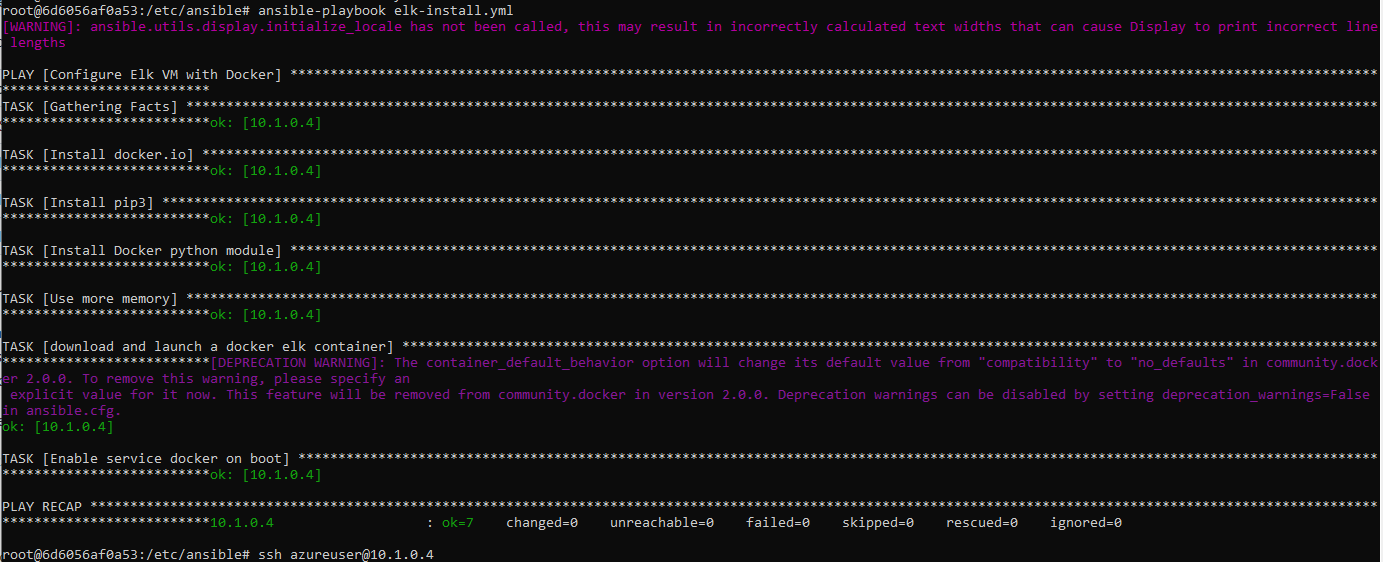 root@6d6056af0a53:/etc/ansible# ansible-playbook elk-install.yml
[WARNING]: ansible.utils.display.initialize_locale has not been called, this may result in incorrectly calculated text widths that can cause Display to print incorrect line
 lengths
PLAY [Configure Elk VM with Docker] ****************************************************************************************************************************************
**************************
TASK [Gathering Facts] *****************************************************************************************************************************************************
**************************ok: [10.1.0.4]
TASK [Install docker.io] ***************************************************************************************************************************************************
**************************ok: [10.1.0.4]
TASK [Install pip3] ********************************************************************************************************************************************************
**************************ok: [10.1.0.4]
TASK [Install Docker python module] ****************************************************************************************************************************************
**************************ok: [10.1.0.4]
TASK [Use more memory] *****************************************************************************************************************************************************
**************************ok: [10.1.0.4]
TASK [download and launch a docker elk container] **************************************************************************************************************************
**************************[DEPRECATION WARNING]: The container_default_behavior option will change its default value from "compatibility" to "no_defaults" in community.dock
er 2.0.0. To remove this warning, please specify an
 explicit value for it now. This feature will be removed from community.docker in version 2.0.0. Deprecation warnings can be disabled by setting deprecation_warnings=False
in ansible.cfg.
ok: [10.1.0.4]
TASK [Enable service docker on boot] ***************************************************************************************************************************************
**************************ok: [10.1.0.4]
PLAY RECAP *****************************************************************************************************************************************************************
**************************10.1.0.4                   : ok=7    changed=0    unreachable=0    failed=0    skipped=0    rescued=0    ignored=0
root@6d6056af0a53:/etc/ansible# ssh azureuser@10.1.0.4